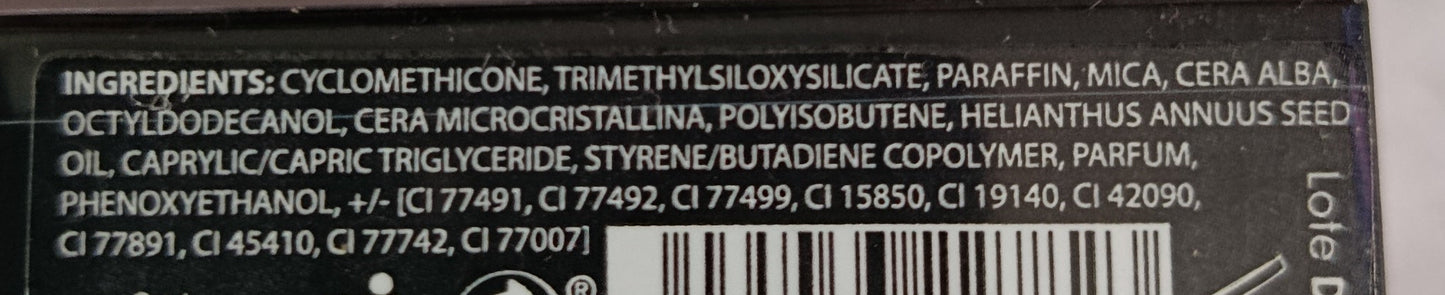 INGREDIENTS: CYCLOMETHICONE, TRIMETHYLSILOXYSILICATE, PARAFFIN, MICA, CERA ALBA,
OCTYLDODECANOL, CERA MICROCRISTALLINA, POLYISOBUTENE, HELIANTHUS ANNUUS SEED
OIL, CAPRYLIC/CAPRIC TRIGLYCERIDE, STYRENE/BUTADIENE COPOLYMER, PARFUM,
PHENOXYETHANOL, +/- [CI 77491, CI 77492, CI 77499, CI 15850, CI 19140, CI 42090,
CI 77891, CI 45410, CI 77742, CI 77007]
®
Lote